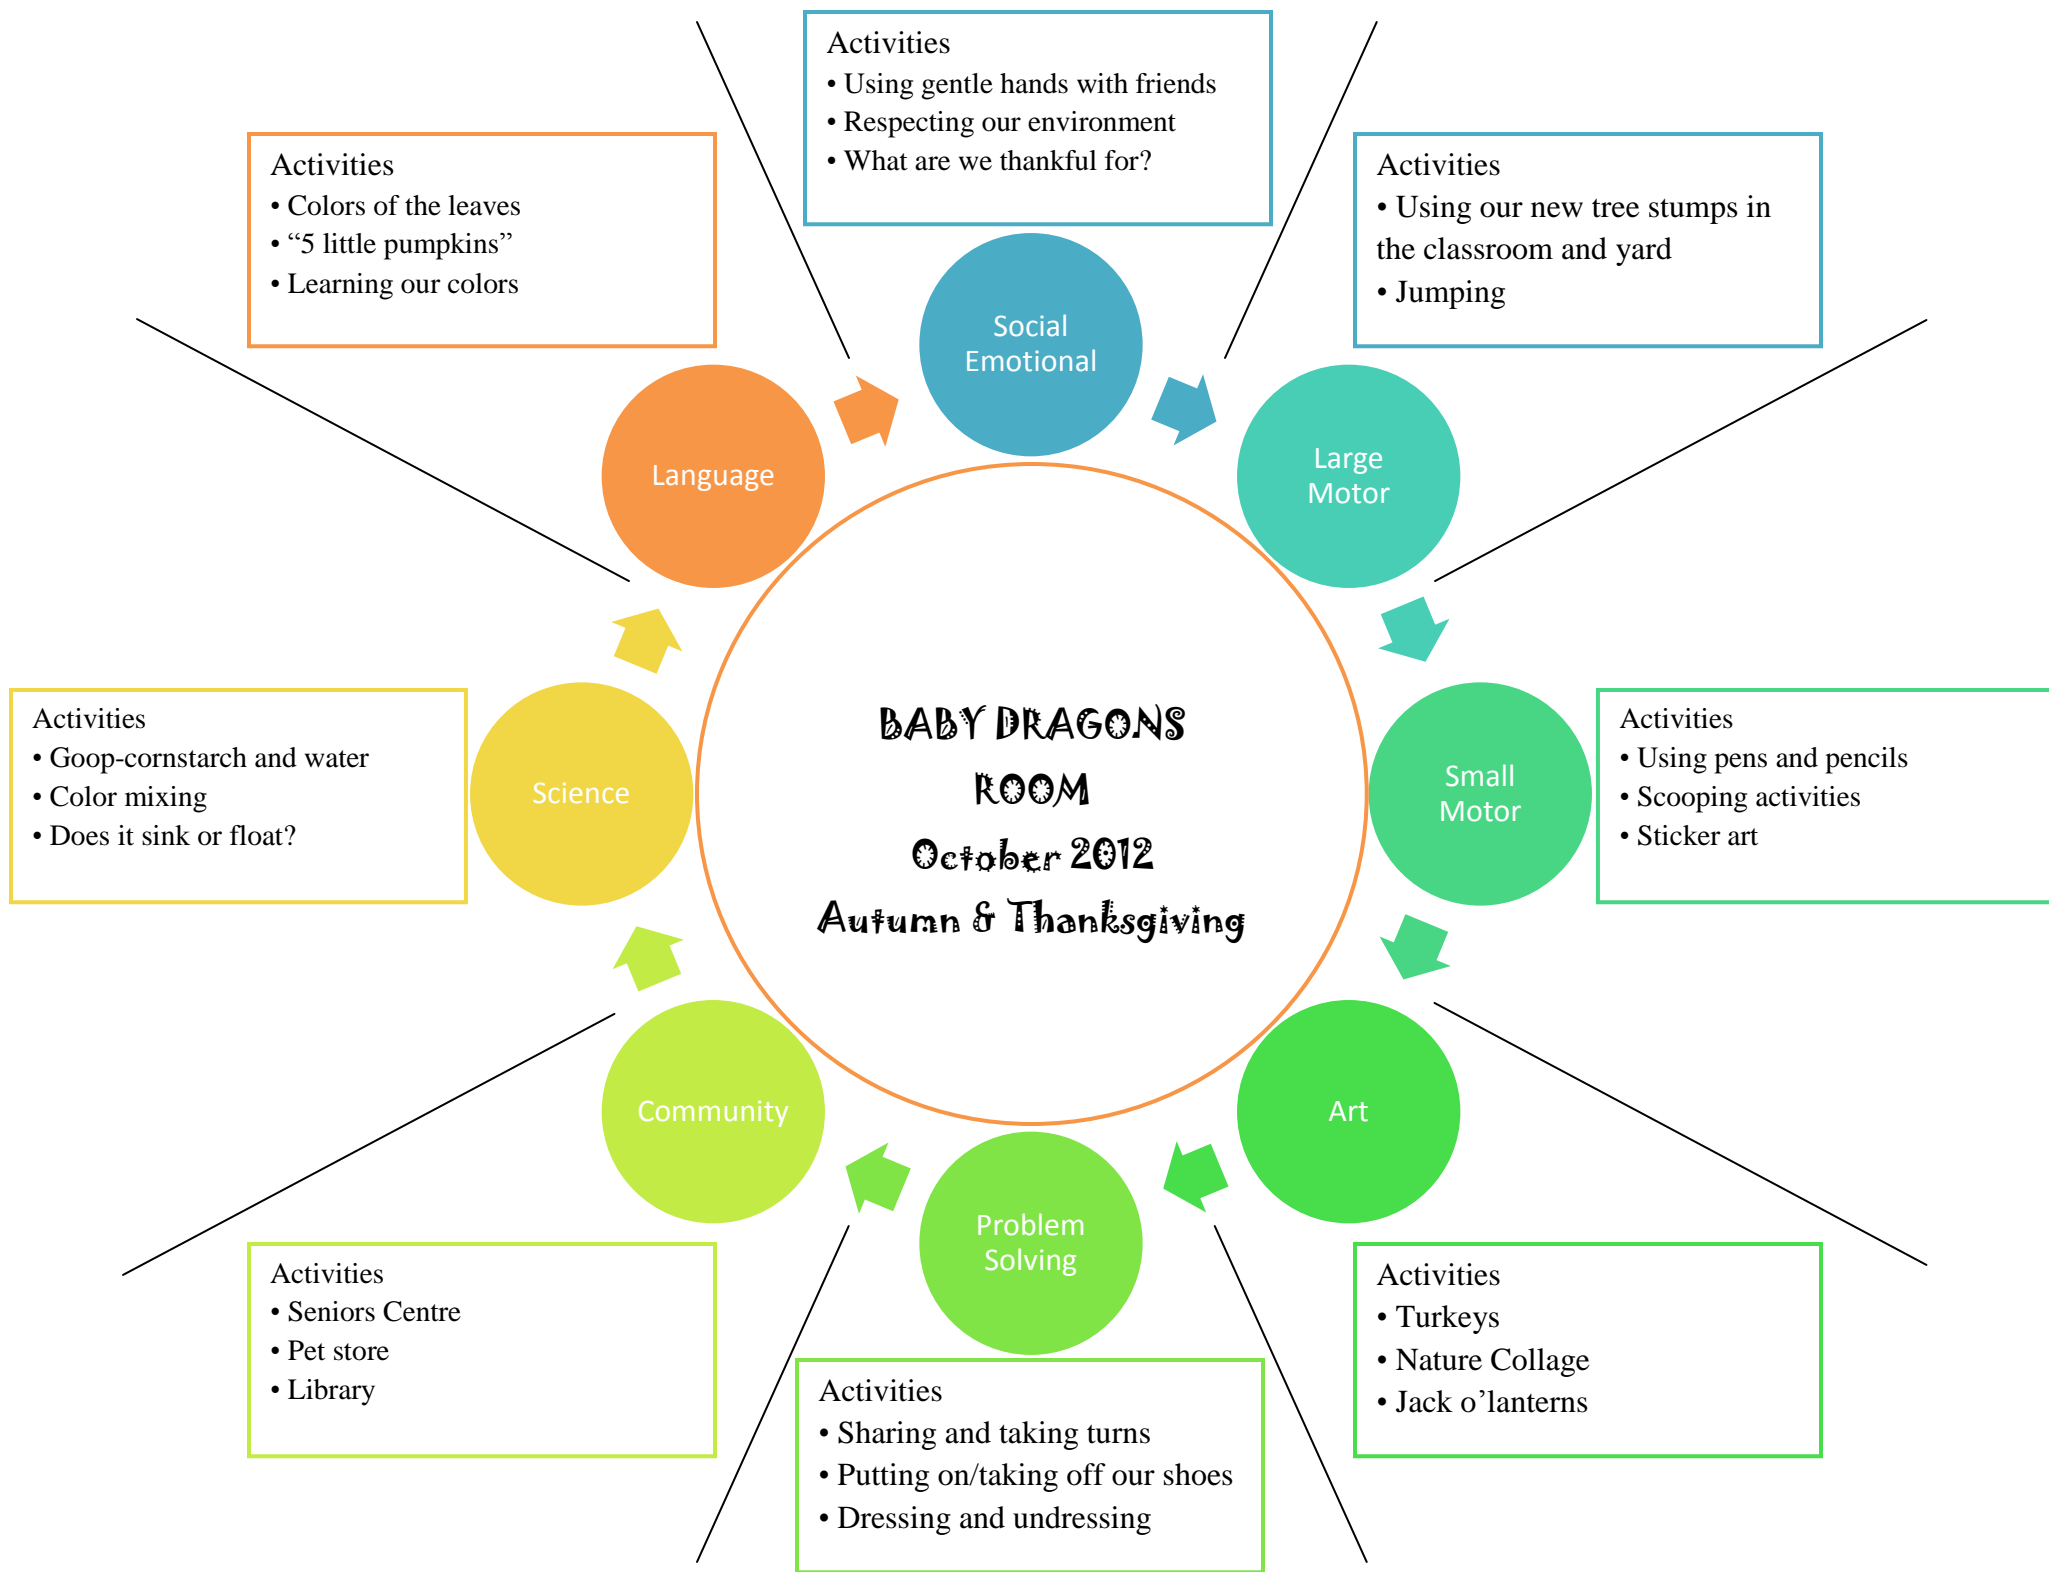 Activities
• Using gentle hands with friends
• Respecting our environment
• What are we thankful for?
Activities
• Colors of the leaves
• “5 little pumpkins”
• Learning our colors
Activities
• Using our new tree stumps in
the classroom and yard
• Jumping
Social
Emotional
Language
Large
Motor
BABY DRAGONS
ROOM
October 2012
Autumn & Thanksgiving
Activities
• Goop-cornstarch and water
• Color mixing
• Does it sink or float?
Science
Small
Motor
Activities
• Using pens and pencils
• Scooping activities
• Sticker art
Community
Art
Problem
Solving
Activities
• Seniors Centre
• Pet store
• Library
Activities
• Sharing and taking turns
• Putting on/taking off our shoes
• Dressing and undressing
Activities
• Turkeys
• Nature Collage
• Jack o’lanterns